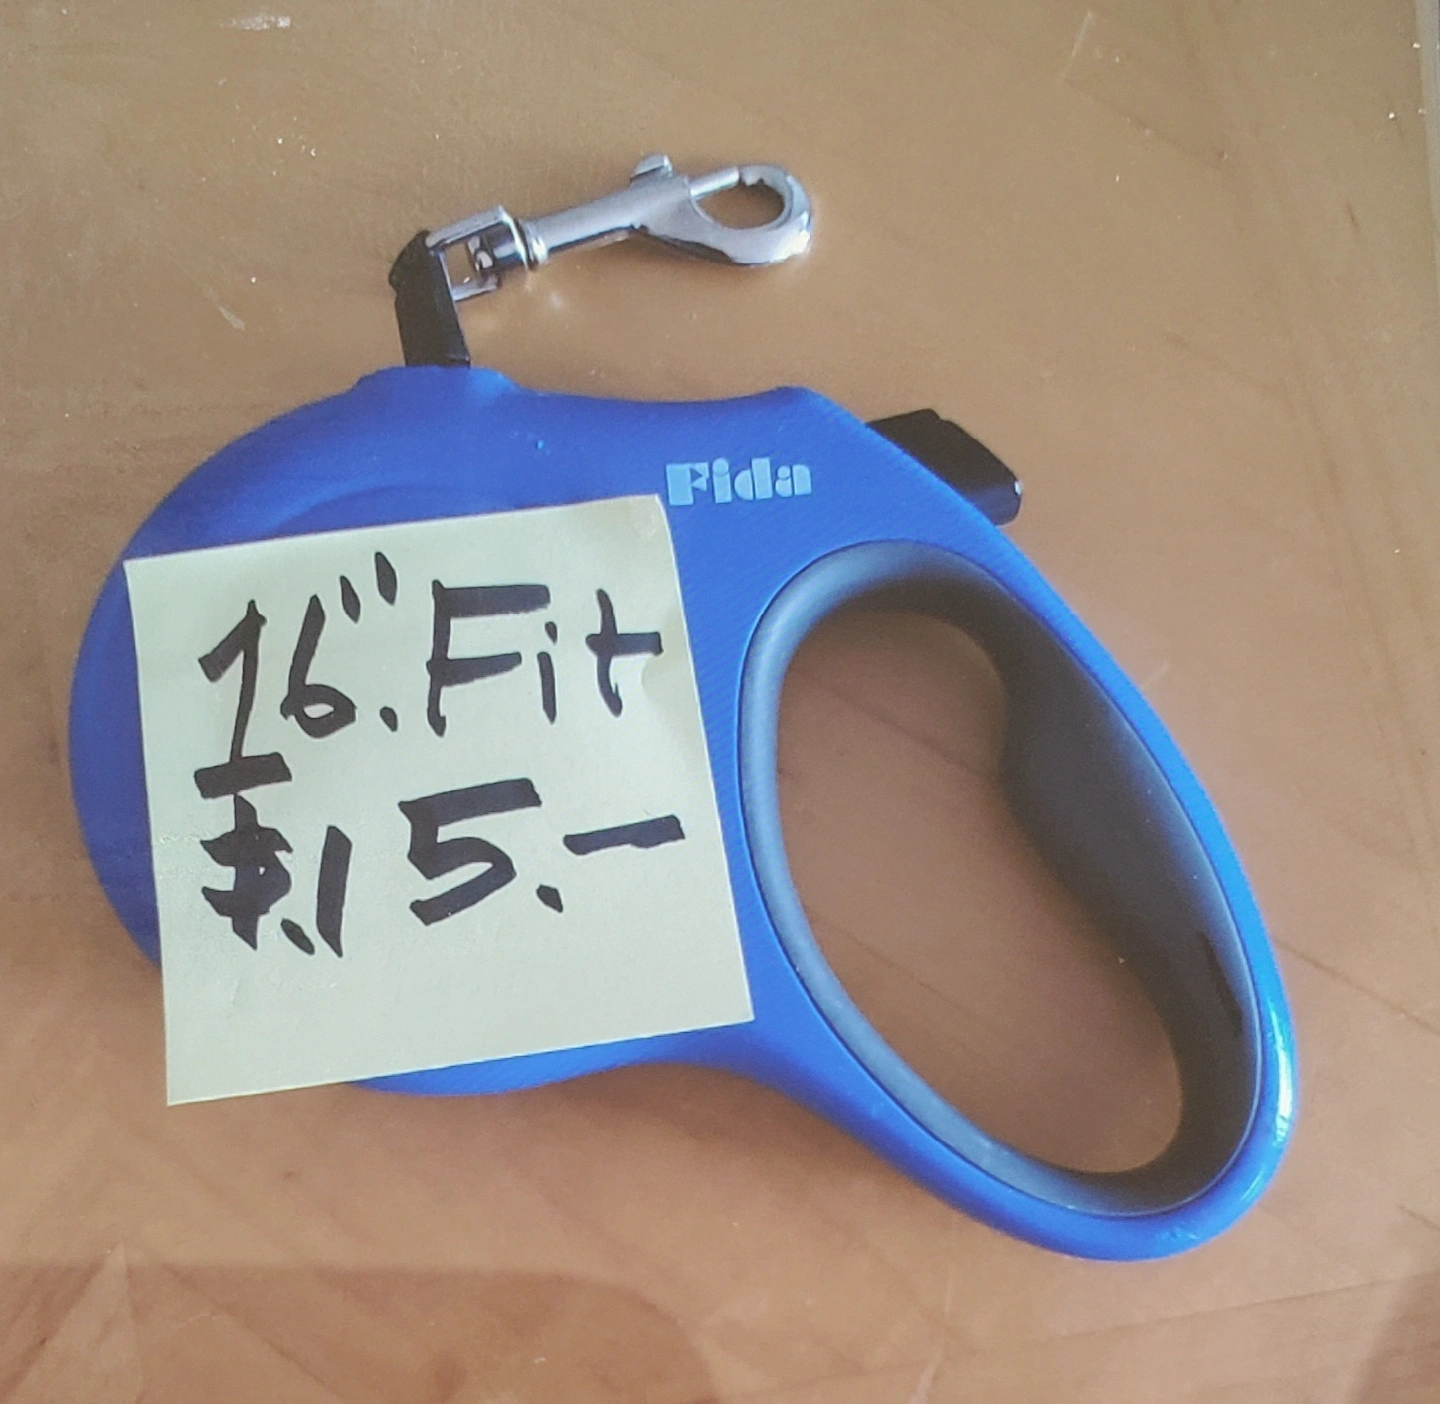 Fida
16". Fit
$.15.-